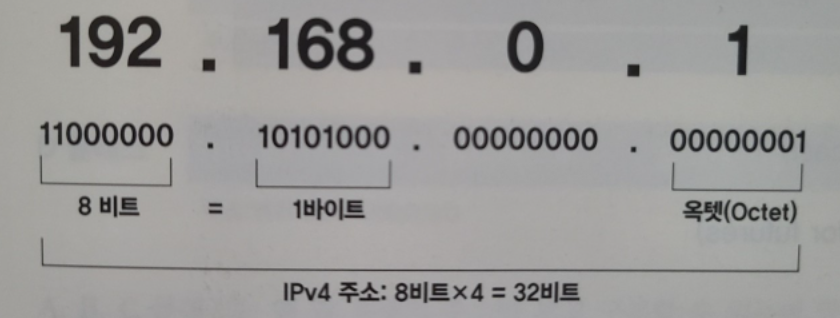 192 . 168 . 0 . 1
11000000 . 10101000 . 00000000 . 00000001
8 비트 = 1바이트 옥텟(Octet)
IPv4 주소: 8비트×4 = 32비트